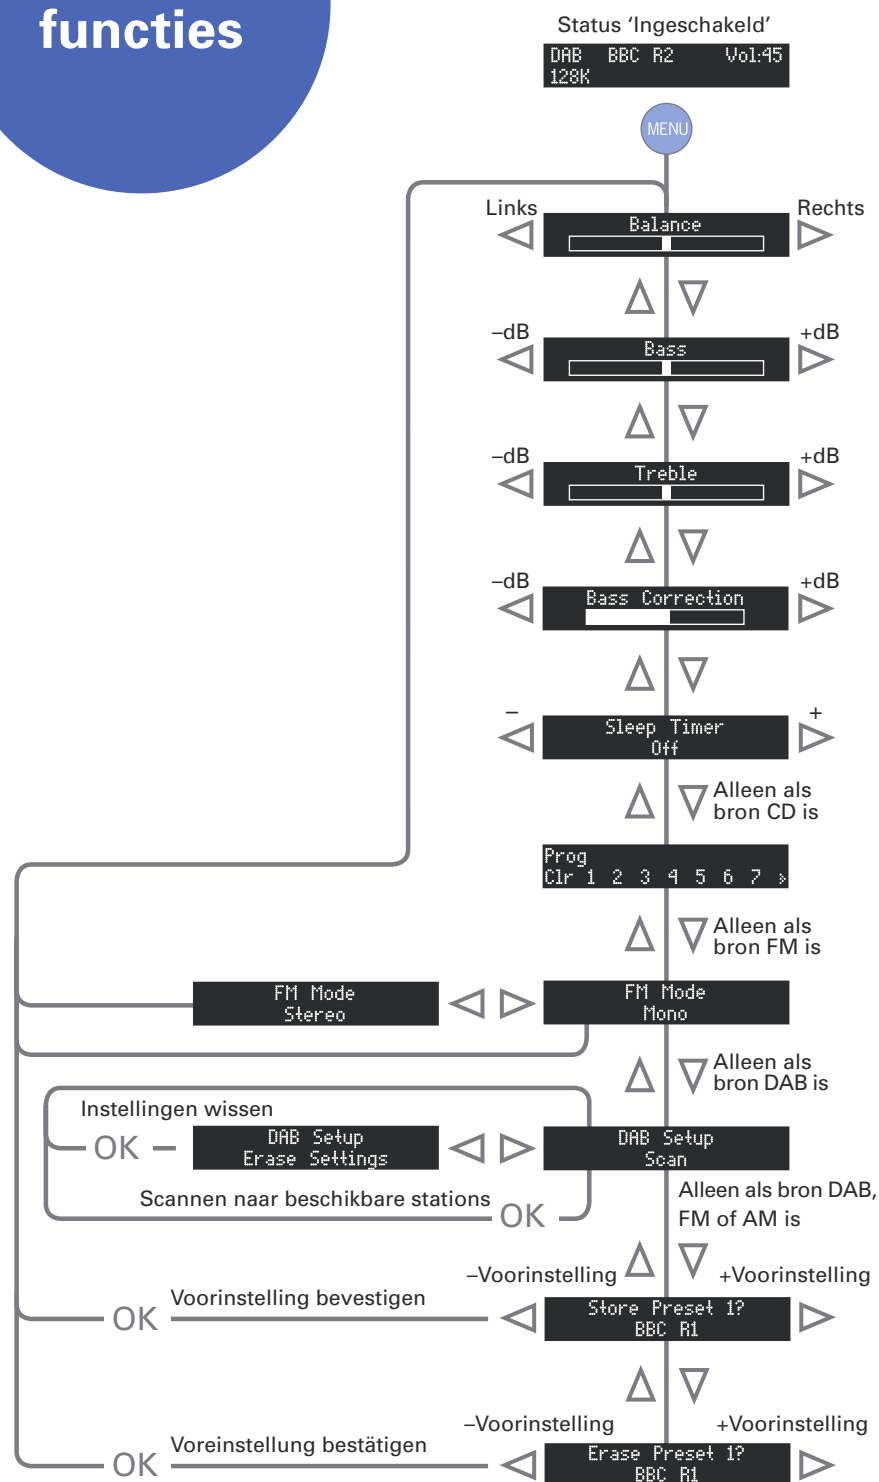 functies
Status ‘Ingeschakeld’
DAB BBC R2 Vol:45
128K
MENU
Links
Rechts
Balance
–dB
+dB
Bass
–dB
+dB
Treble
–dB
+dB
Bass Correction
–
+
Sleep Timer
Off
Alleen als
bron CD is
Prog
Clr 1 2 3 4 5 6 7 »
Alleen als
bron FM is
FM Mode
Stereo
FM Mode
Mono
Alleen als
bron DAB is
Instellingen wissen
OK
DAB Setup
Erase Settings
DAB Setup
Scan
Scannen naar beschikbare stations
OK
Alleen als bron DAB,
FM of AM is
–Voorinstelling
+Voorinstelling
OK
Voorinstelling bevestigen
Store Preset 1?
BBC R1
–Voorinstelling
+Voorinstelling
OK
Voreinstellung bestätigen
Erase Preset 1?
BBC R1